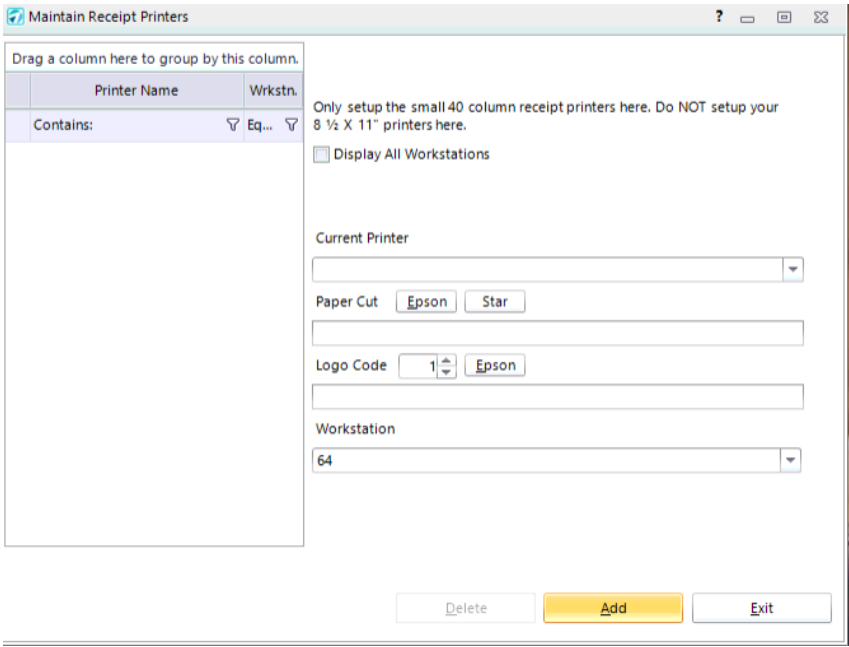 Maintain Receipt Printers
?
Drag a column here to group by this column.
Printer Name Wrkstn.
Contains: Eq...
Only setup the small 40 column receipt printers here. Do NOT setup your
8 ½ X 11" printers here.
Display All Workstations
Current Printer
Paper Cut Epson Star
Logo Code 1 Epson
Workstation
64
Delete Add Exit